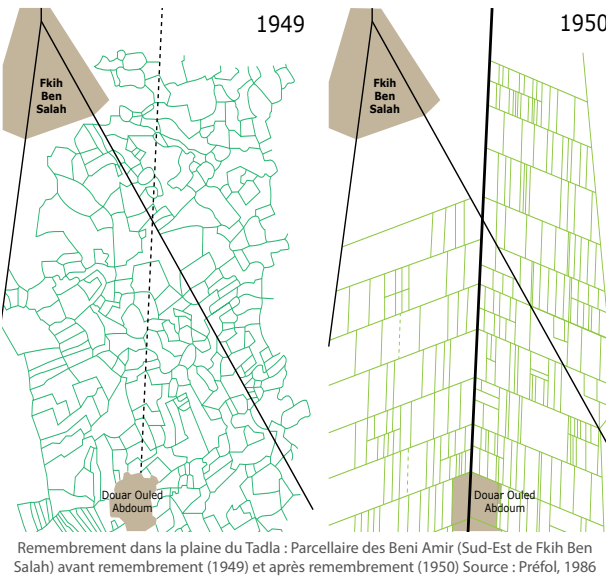 1949
Fkih
Ben
Salah
Douar Ouled
Abdoum
1950
Fkih
Ben
Salah
Douar Ouled
Abdoum
Remembrement dans la plaine du Tadla : Parcellaire des Beni Amir (Sud-Est de Fkih Ben
Salah) avant remembrement (1949) et après remembrement (1950) Source : Préfol, 1986